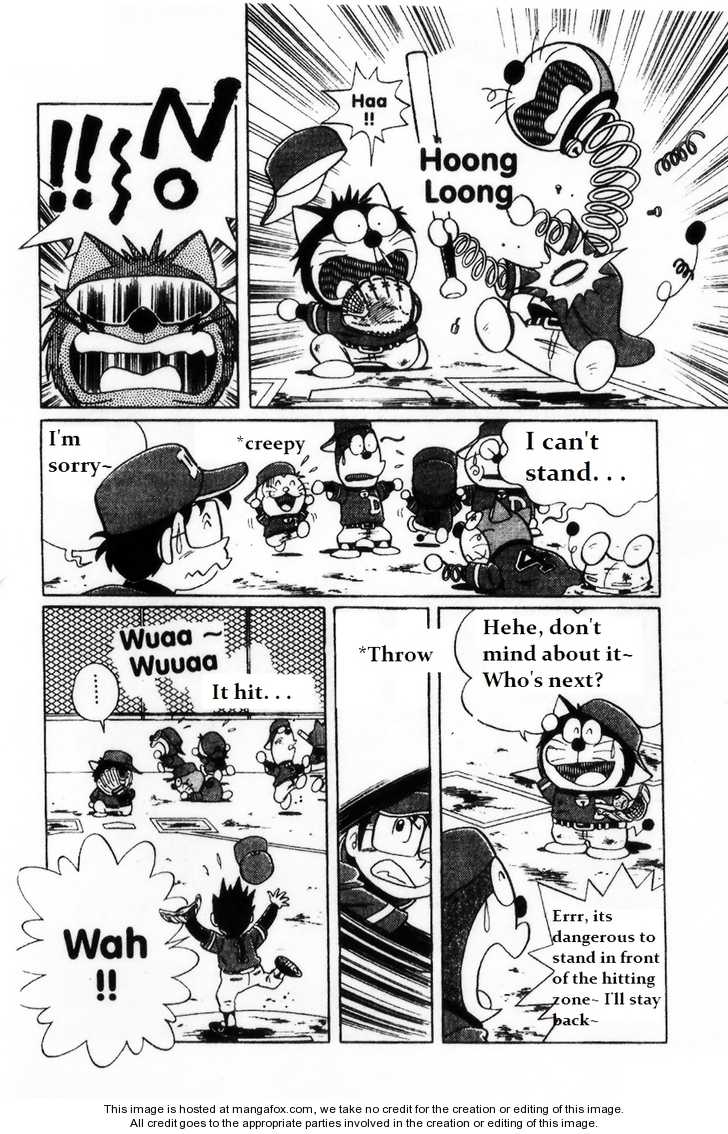 Hoong
Loong
Haa
!!
NO~!!
I can't
stand. . .
*creepy
I'm
sorry~
Hehe, don't
mind about it~
Who's next?
Errr, its
dangerous to
stand in front
of the hitting
zone~ I'll stay
back~
*Throw
Wuaa ~
Wuuaa
It hit. . .
......
Wah
!!
This image is hosted at mangafox.com, we take no credit for the creation or editing of this image.
All credit goes to the appropriate parties involved in the creation or editing of this image.